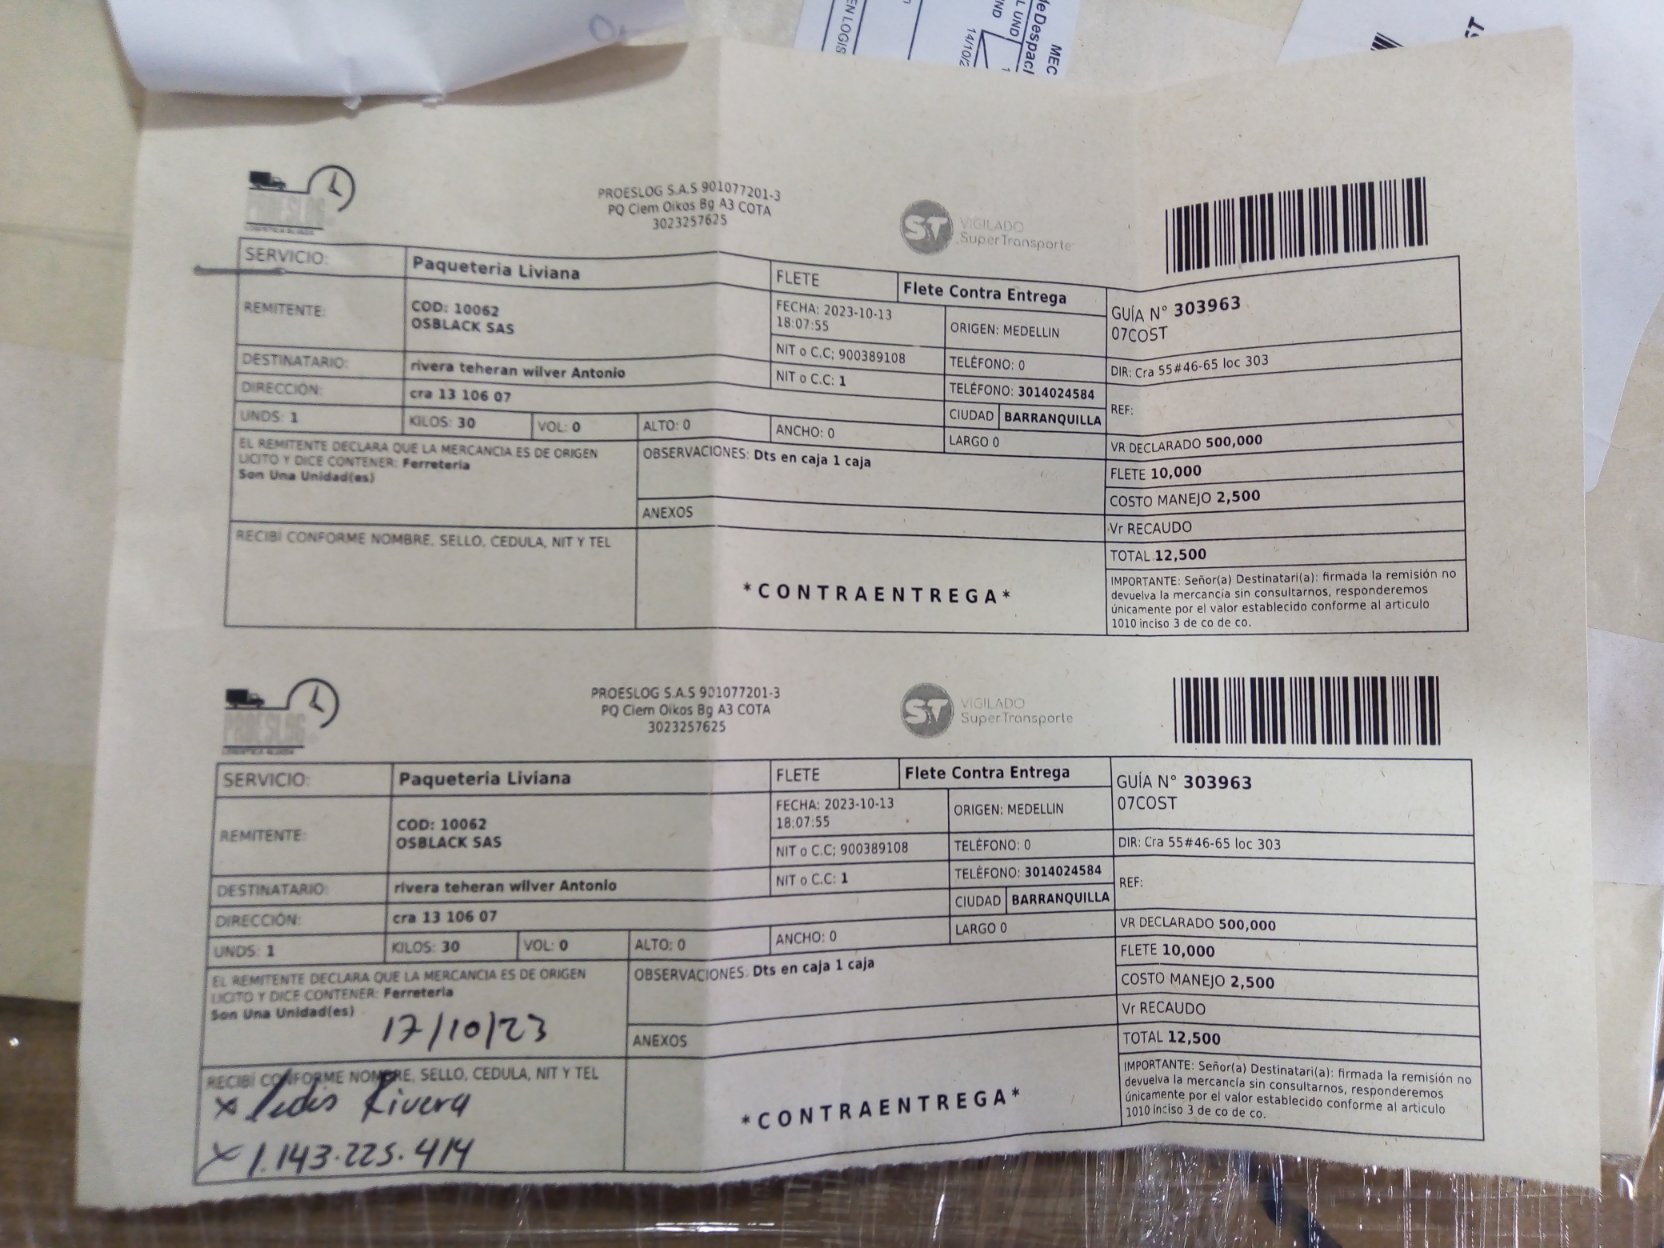 EN LOGIS
14/10/2
L UND
MEC
PROESLOG
PROESLOG S.A.S 901077201-3
PQ Ciem Oikos Bg A3 COTA
3023257625
ST VIGILADO
SuperTransporte
SERVICIO: Paqueteria Liviana FLETE Flete Contra Entrega
REMITENTE: COD: 10062
OSBLACK SAS
FECHA: 2023-10-13
18:07:55
ORIGEN: MEDELLIN
GUÍA N° 303963
07COST
NIT o C.C; 900389108 TELÉFONO: 0 DIR: Cra 55#46-65 loc 303
DESTINATARIO: rivera teheran wilver Antonio NIT o C.C: 1 TELÉFONO: 3014024584
DIRECCIÓN: cra 13 106 07 CIUDAD BARRANQUILLA REF:
UNDS: 1 KILOS: 30 VOL: 0 ALTO: 0 ANCHO: 0 LARGO 0 VR DECLARADO 500,000
EL REMITENTE DECLARA QUE LA MERCANCIA ES DE ORIGEN
LICITO Y DICE CONTENER: Ferreteria
Son Una Unidad(es)
OBSERVACIONES: Dts en caja 1 caja
FLETE 10,000
COSTO MANEJO 2,500
ANEXOS
Vr RECAUDO
RECIBÍ CONFORME NOMBRE, SELLO, CEDULA, NIT Y TEL
TOTAL 12,500
*CONTRAENTREGA*
IMPORTANTE: Señor(a) Destinatari(a): firmada la remisión no
devuelva la mercancía sin consultarnos, responderemos
únicamente por el valor establecido conforme al articulo
1010 inciso 3 de co de co.
PROESLOG
PROESLOG S.A.S 901077201-3
PQ Ciem Oikos Bg A3 COTA
3023257625
ST VIGILADO
SuperTransporte
SERVICIO: Paqueteria Liviana FLETE Flete Contra Entrega
REMITENTE: COD: 10062
OSBLACK SAS
FECHA: 2023-10-13
18:07:55
ORIGEN: MEDELLIN
GUÍA N° 303963
07COST
NIT o C.C; 900389108 TELÉFONO: 0 DIR: Cra 55#46-65 loc 303
DESTINATARIO: rivera teheran wilver Antonio NIT o C.C: 1 TELÉFONO: 3014024584
DIRECCIÓN: cra 13 106 07 CIUDAD BARRANQUILLA REF:
UNDS: 1 KILOS: 30 VOL: 0 ALTO: 0 ANCHO: 0 LARGO 0 VR DECLARADO 500,000
EL REMITENTE DECLARA QUE LA MERCANCIA ES DE ORIGEN
LICITO Y DICE CONTENER: Ferreteria
Son Una Unidad(es)
17/10/23
OBSERVACIONES: Dts en caja 1 caja
FLETE 10,000
COSTO MANEJO 2,500
ANEXOS
Vr RECAUDO
RECIBÍ CONFORME NOMBRE, SELLO, CEDULA, NIT Y TEL
x Rivera
x 1.143.225.414
TOTAL 12,500
*CONTRAENTREGA*
IMPORTANTE: Señor(a) Destinatari(a): firmada la remisión no
devuelva la mercancía sin consultarnos, responderemos
únicamente por el valor establecido conforme al articulo
1010 inciso 3 de co de co.